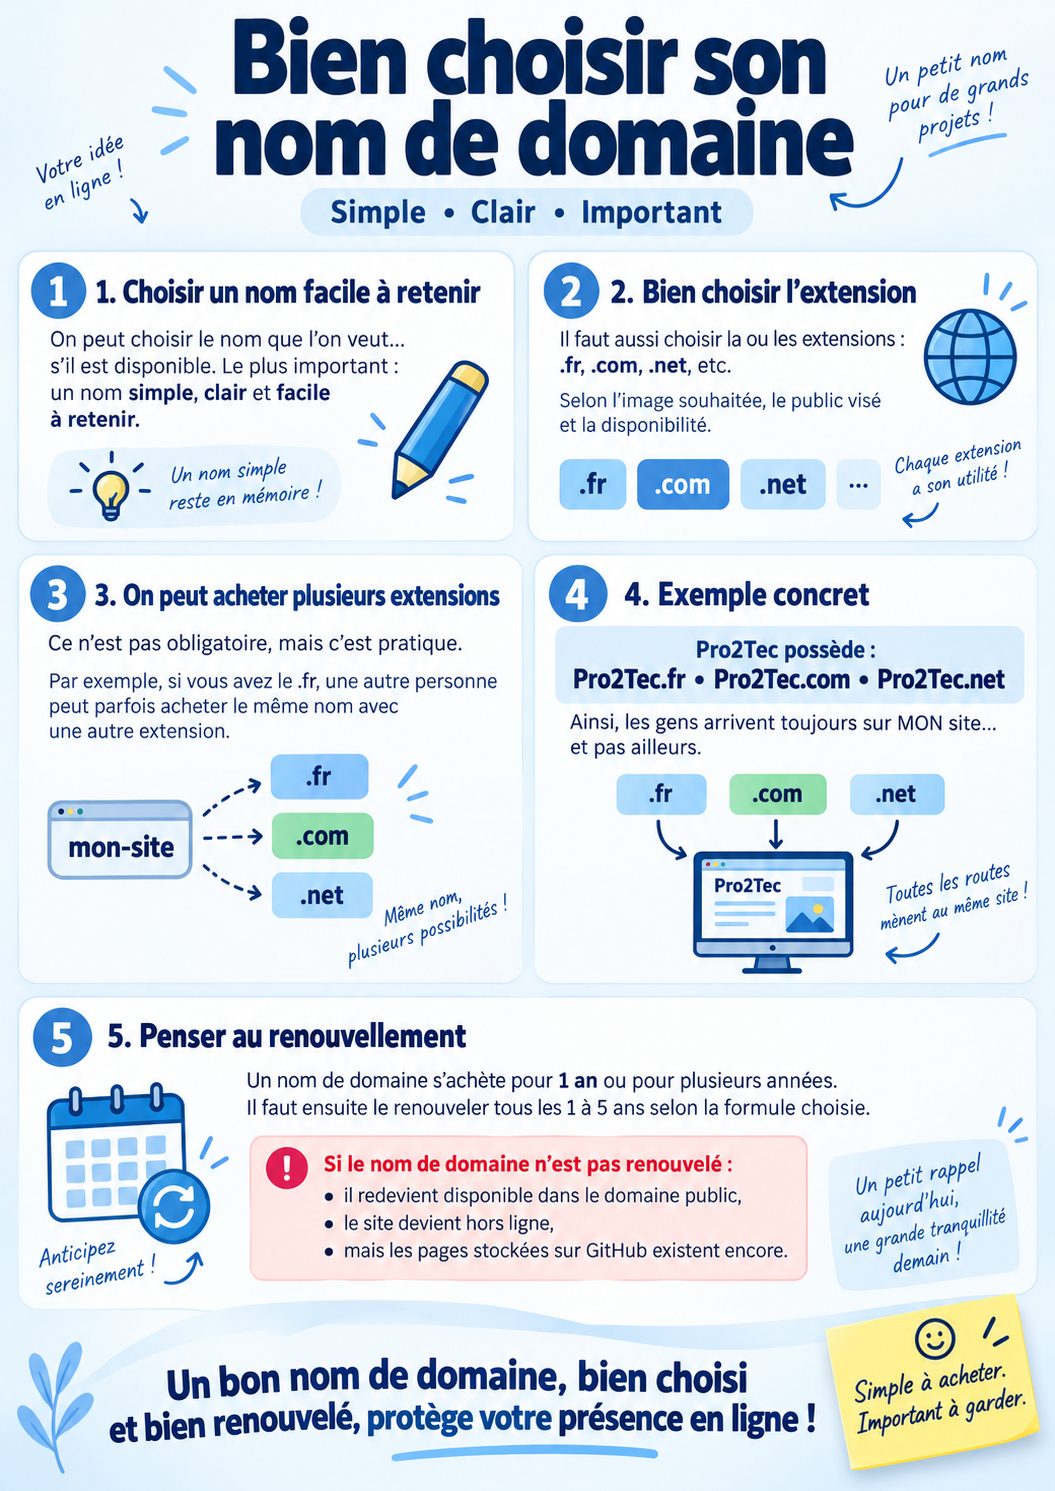 Bien choisir son
nom de domaine
Simple • Clair • Important
Votre idée
en ligne !
Un petit nom
pour de grands
projets !
1
1. Choisir un nom facile à retenir
On peut choisir le nom que l'on veut...
s'il est disponible. Le plus important :
un nom simple, clair et facile
à retenir.
Un nom simple
reste en mémoire !
2
2. Bien choisir l'extension
Il faut aussi choisir la ou les extensions :
.fr, .com, .net, etc.
Selon l'image souhaitée, le public visé
et la disponibilité.
.fr
.com
.net
...
Chaque extension
a son utilité !
3
3. On peut acheter plusieurs extensions
Ce n'est pas obligatoire, mais c'est pratique.
Par exemple, si vous avez le .fr, une autre personne
peut parfois acheter le même nom avec
une autre extension.
mon-site
.fr
.com
.net
Même nom,
plusieurs possibilités !
4
4. Exemple concret
Pro2Tec possède :
Pro2Tec.fr • Pro2Tec.com • Pro2Tec.net
Ainsi, les gens arrivent toujours sur MON site...
et pas ailleurs.
.fr
.com
.net
Pro2Tec
Toutes les routes
mènent au même site !
5
5. Penser au renouvellement
Un nom de domaine s'achète pour 1 an ou pour plusieurs années.
Il faut ensuite le renouveler tous les 1 à 5 ans selon la formule choisie.
Anticipez
sereinement !
!
Si le nom de domaine n'est pas renouvelé :
• il redevient disponible dans le domaine public,
• le site devient hors ligne,
• mais les pages stockées sur GitHub existent encore.
Un petit rappel
aujourd'hui,
une grande tranquillité
demain !
Un bon nom de domaine, bien choisi
et bien renouvelé, protège votre présence en ligne !
Simple à acheter.
Important à garder.